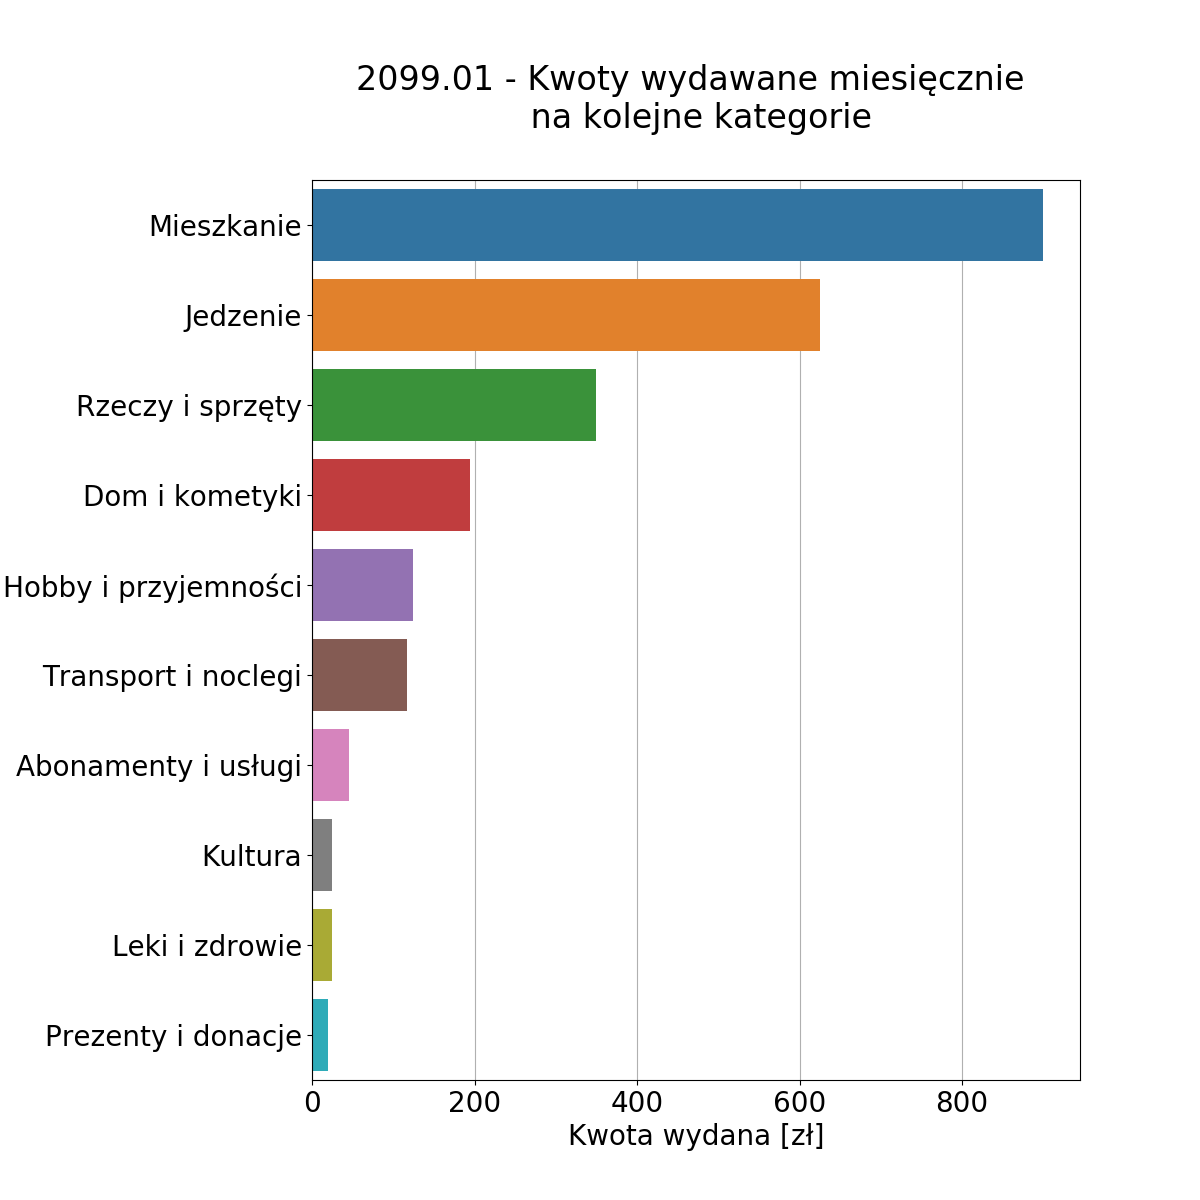 2099.01 - Kwoty wydawane miesięcznie
na kolejne kategorie
Mieszkanie
Jedzenie
Rzeczy i sprzęty
Dom i kometyki
Hobby i przyjemności
Transport i noclegi
Abonamenty i usługi
Kultura
Leki i zdrowie
Prezenty i donacje
0 200 400 600 800
Kwota wydana [zł]